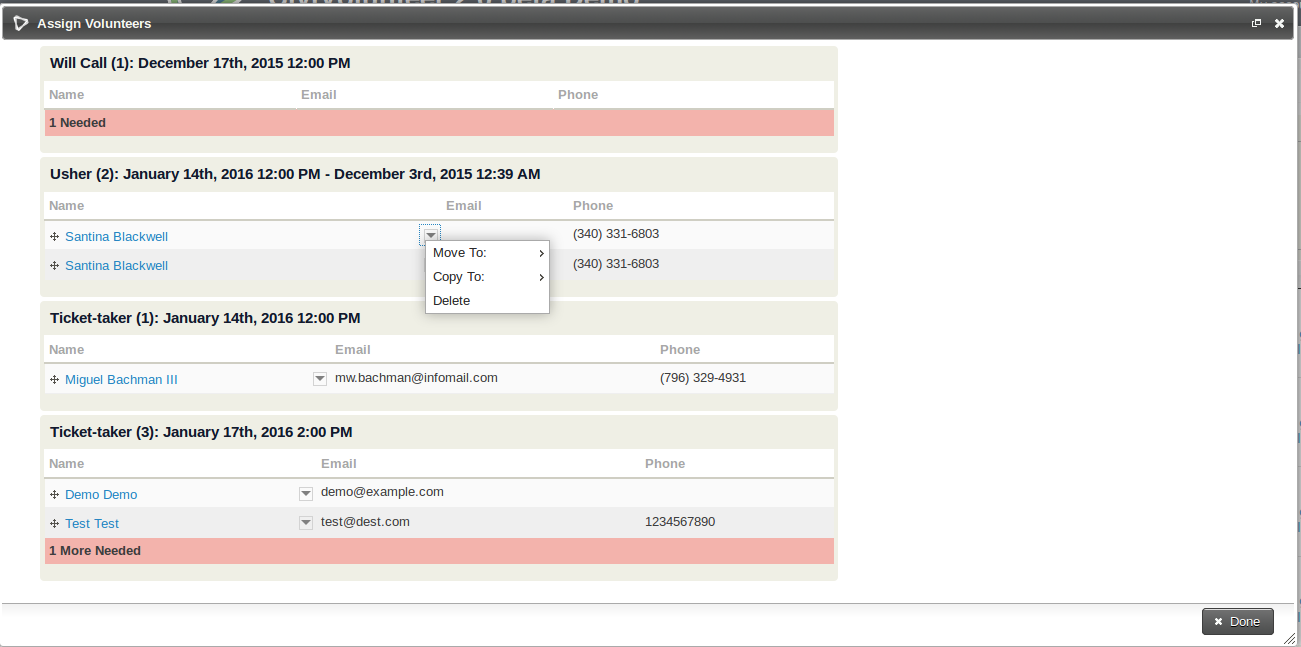 Assign Volunteers
Will Call (1): December 17th, 2015 12:00 PM
Name Email Phone
1 Needed
Usher (2): January 14th, 2016 12:00 PM - December 3rd, 2015 12:39 AM
Name Email Phone
Santina Blackwell (340) 331-6803
Move To:
Santina Blackwell (340) 331-6803
Copy To:
Delete
Ticket-taker (1): January 14th, 2016 12:00 PM
Name Email Phone
Miguel Bachman III mw.bachman@infomail.com (796) 329-4931
Ticket-taker (3): January 17th, 2016 2:00 PM
Name Email Phone
Demo Demo demo@example.com
Test Test test@dest.com 1234567890
1 More Needed
Done